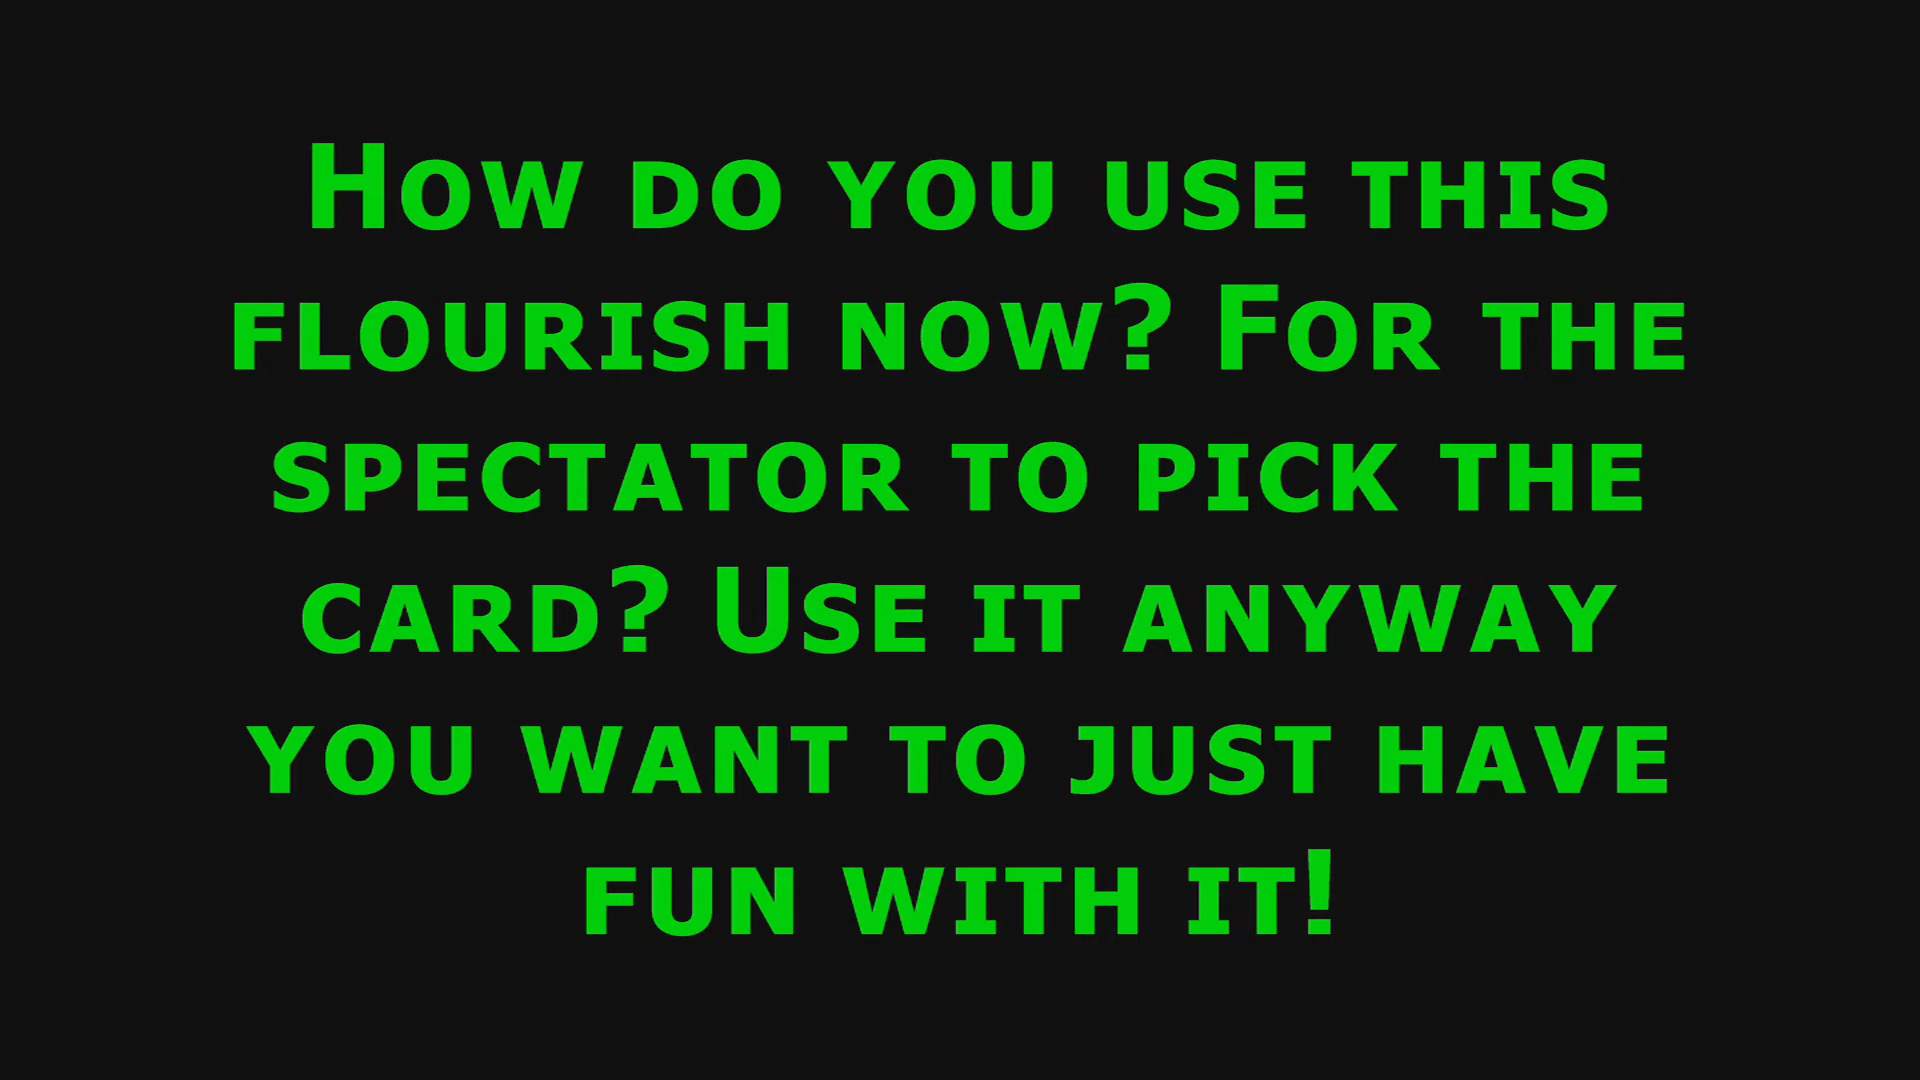 How do you use this
flourish now? For the
spectator to pick the
card? Use it anyway
you want to just have
fun with it!